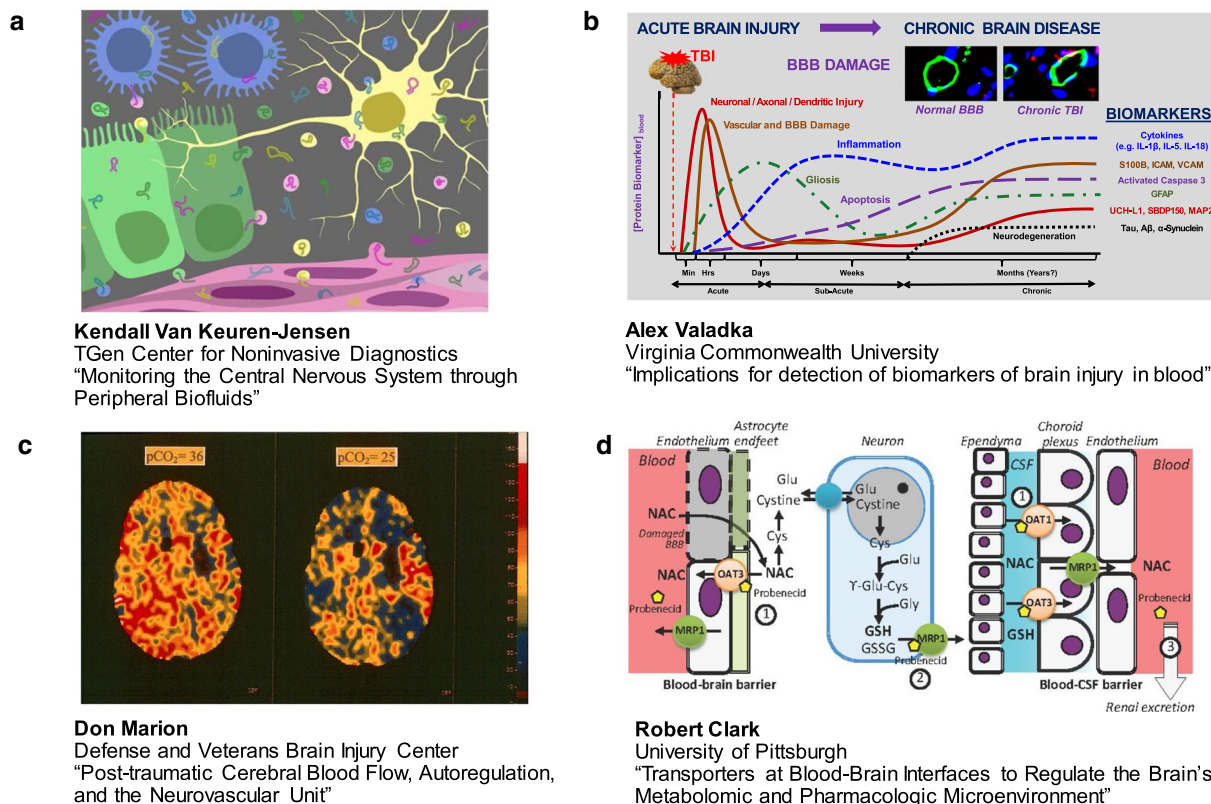 a
Kendall Van Keuren-Jensen
TGen Center for Noninvasive Diagnostics
“Monitoring the Central Nervous System through
Peripheral Biofluids”
b
ACUTE BRAIN INJURY
CHRONIC BRAIN DISEASE
TBI
BBB DAMAGE
Normal BBB
Chronic TBI
[Protein Biomarker] blood
Neuronal / Axonal / Dendritic Injury
Vascular and BBB Damage
Inflammation
Gliosis
Apoptosis
Neurodegeneration
BIOMARKERS
Cytokines
(e.g. IL-1β, IL-5. IL-18)
S100B, ICAM, VCAM
Activated Caspase 3
GFAP
UCH-L1, SBDP150, MAP2
Tau, Aβ, α-Synuclein
Min
Hrs
Days
Weeks
Months (Years?)
Acute
Sub-Acute
Chronic
Alex Valadka
Virginia Commonwealth University
“Implications for detection of biomarkers of brain injury in blood”
c
pCO2= 36
pCO2= 25
Don Marion
Defense and Veterans Brain Injury Center
“Post-traumatic Cerebral Blood Flow, Autoregulation,
and the Neurovascular Unit”
d
Endothelium
Astrocyte
endfeet
Neuron
Ependyma
Choroid
plexus
Endothelium
Blood
NAC
Damaged
BBB
NAC
OAT3
NAC
Probenecid
Probenecid
1
MRP1
Blood-brain barrier
Glu
Cystine
Cys
Glu
Cystine
Cys
Glu
ϒ-Glu-Cys
Gly
GSH
GSSG
MRP1
Probenecid
2
CSF
1
OAT1
NAC
MRP1
NAC
OAT3
GSH
Blood
Probenecid
3
Blood-CSF barrier
Renal excretion
Robert Clark
University of Pittsburgh
“Transporters at Blood-Brain Interfaces to Regulate the Brain’s
Metabolomic and Pharmacologic Microenvironment”